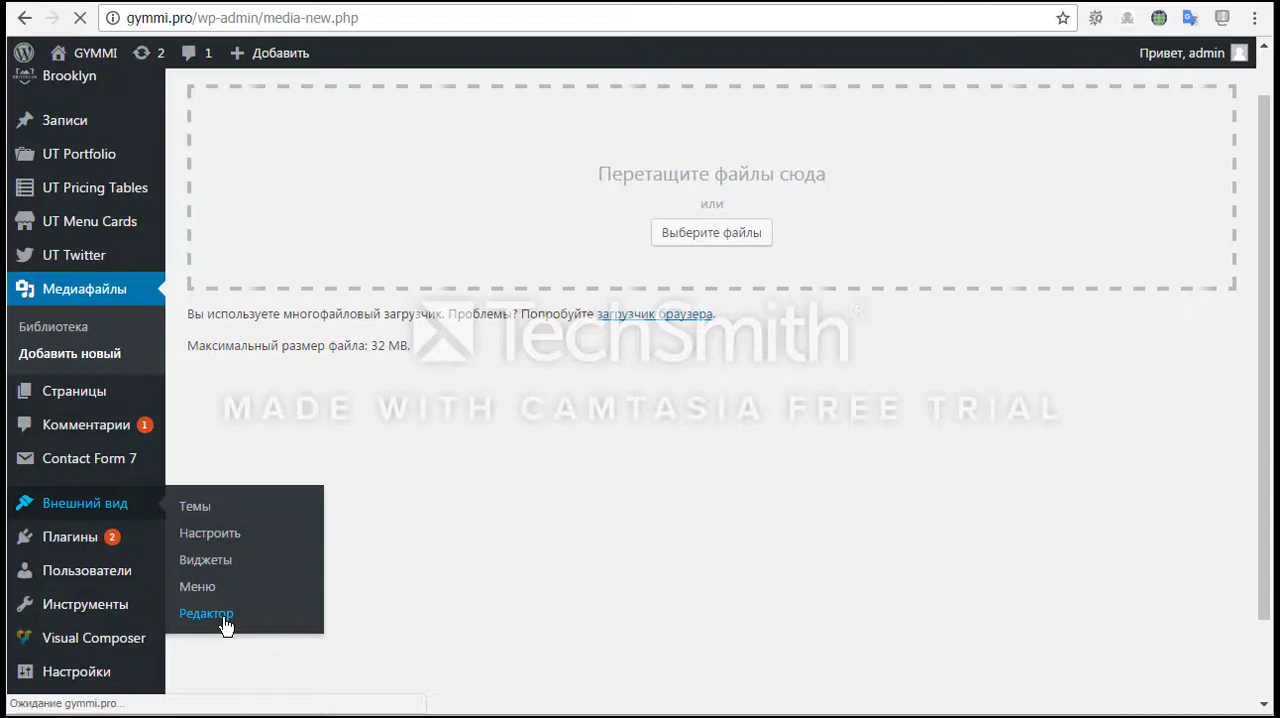 gymmi.pro/wp-admin/media-new.php
GYMMI 2 1 Добавить
Привет, admin
Brooklyn
Записи
UT Portfolio
UT Pricing Tables
UT Menu Cards
UT Twitter
Медиафайлы
Библиотека
Добавить новый
Страницы
Комментарии 1
Contact Form 7
Внешний вид
Плагины 2
Пользователи
Инструменты
Visual Composer
Настройки
Темы
Настроить
Виджеты
Меню
Редактор
Перетащите файлы сюда
или
Выберите файлы
Вы используете многофайловый загрузчик. Проблемы? Попробуйте загрузчик браузера.
Максимальный размер файла: 32 MB.
TechSmith®
MADE WITH CAMTASIA FREE TRIAL
Ожидание gymmi.pro...